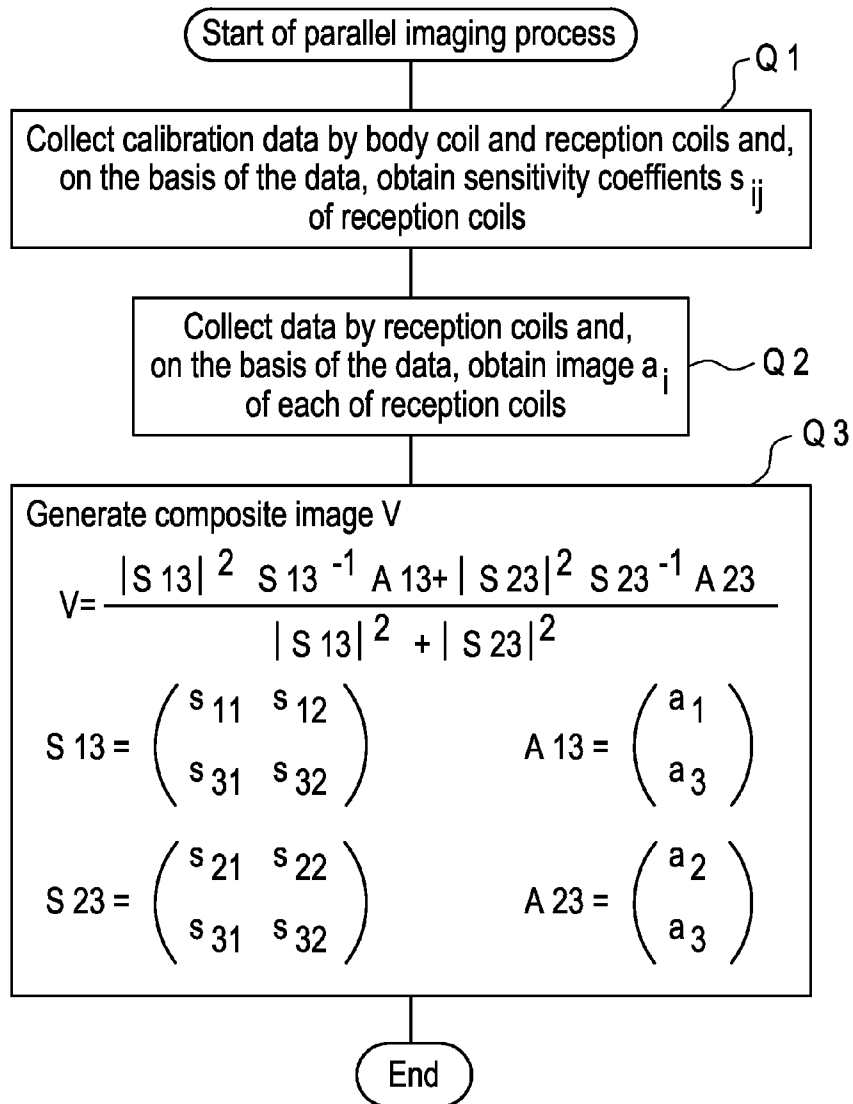 Start of parallel imaging process
Q 1
Collect calibration data by body coil and reception coils and,
on the basis of the data, obtain sensitivity coeffients s ij
of reception coils
Collect data by reception coils and,
on the basis of the data, obtain image a i
of each of reception coils
Q 2
Q 3
Generate composite image V
V= |S 13| 2 S 13 -1 A 13+ | S 23| 2 S 23 -1 A 23
| S 13| 2 + | S 23| 2
S 13 = ( s 11 s 12 A 13 = ( a 1
s 31 s 32 ) a 3 )
S 23 = ( s 21 s 22 A 23 = ( a 2
s 31 s 32 ) a 3 )
End